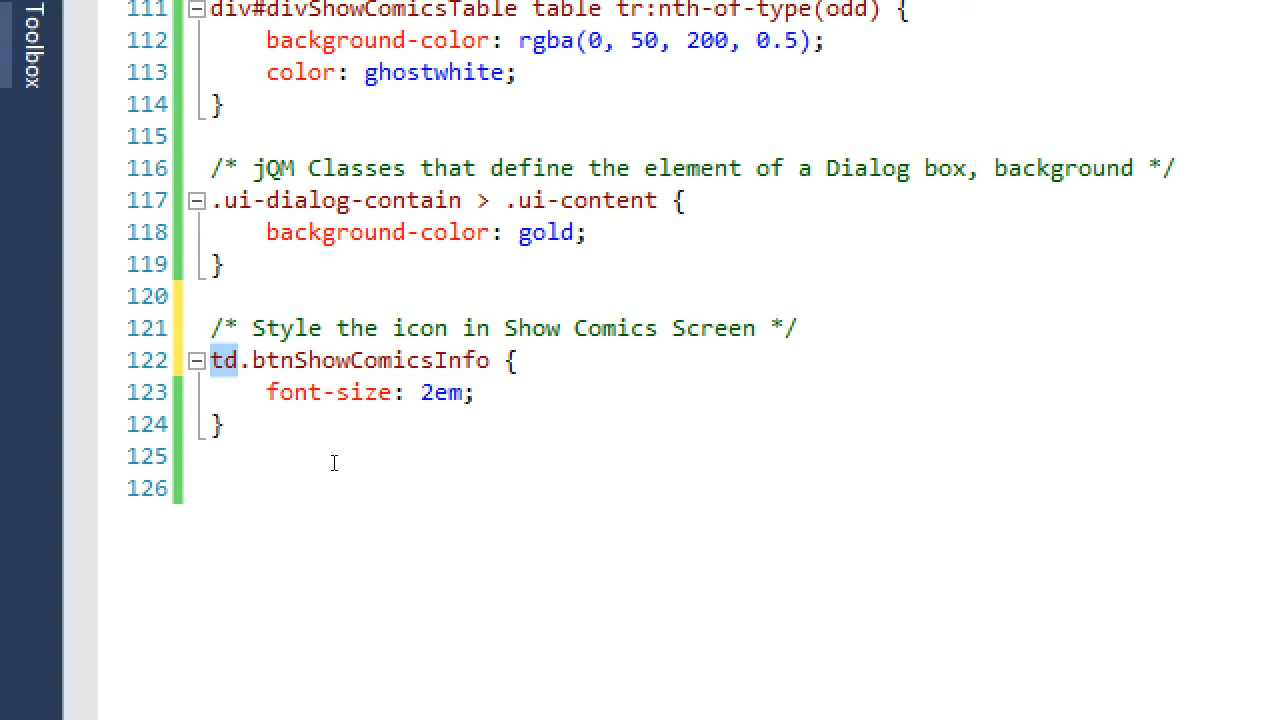 Toolbox
111 div#divShowComicsTable table tr:nth-of-type(odd) {
112 background-color: rgba(0, 50, 200, 0.5);
113 color: ghostwhite;
114 }
115
116 /* jQM Classes that define the element of a Dialog box, background */
117 .ui-dialog-contain > .ui-content {
118 background-color: gold;
119 }
120
121 /* Style the icon in Show Comics Screen */
122 td.btnShowComicsInfo {
123 font-size: 2em;
124 }
125
126